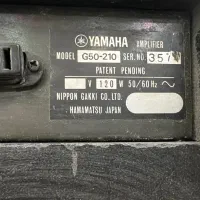 YAMAHA AMPLIFIER
MODEL G50-210 SER.NO. 357
PATENT PENDING
V 120 W 50/60Hz
NIPPON GAKKI CO.,LTD.
HAMAMATSU JAPAN